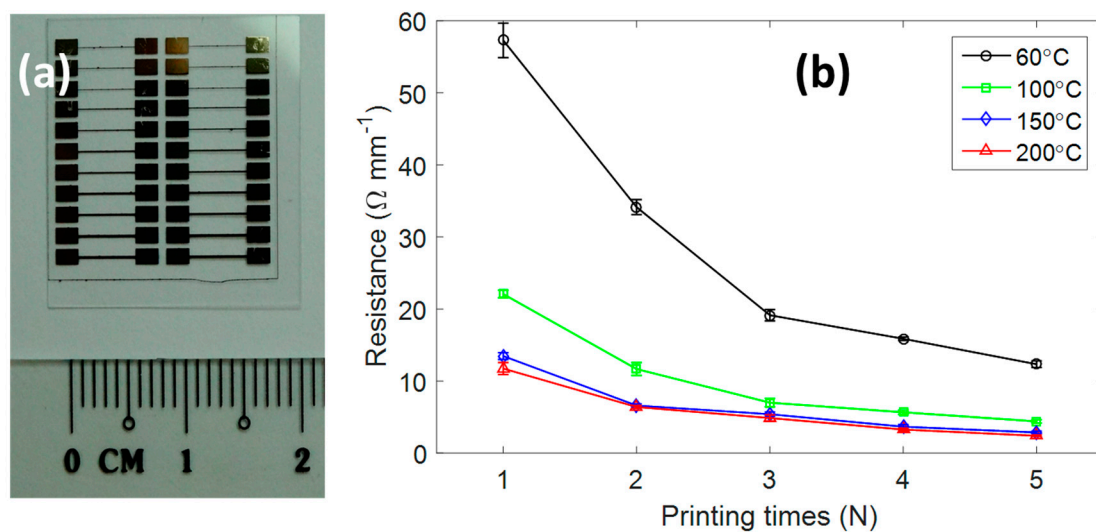 (a)
0 CM 1 2
(b)
60°C
100°C
150°C
200°C
Resistance (Ω mm⁻¹)
60
50
40
30
20
10
0
1 2 3 4 5
Printing times (N)